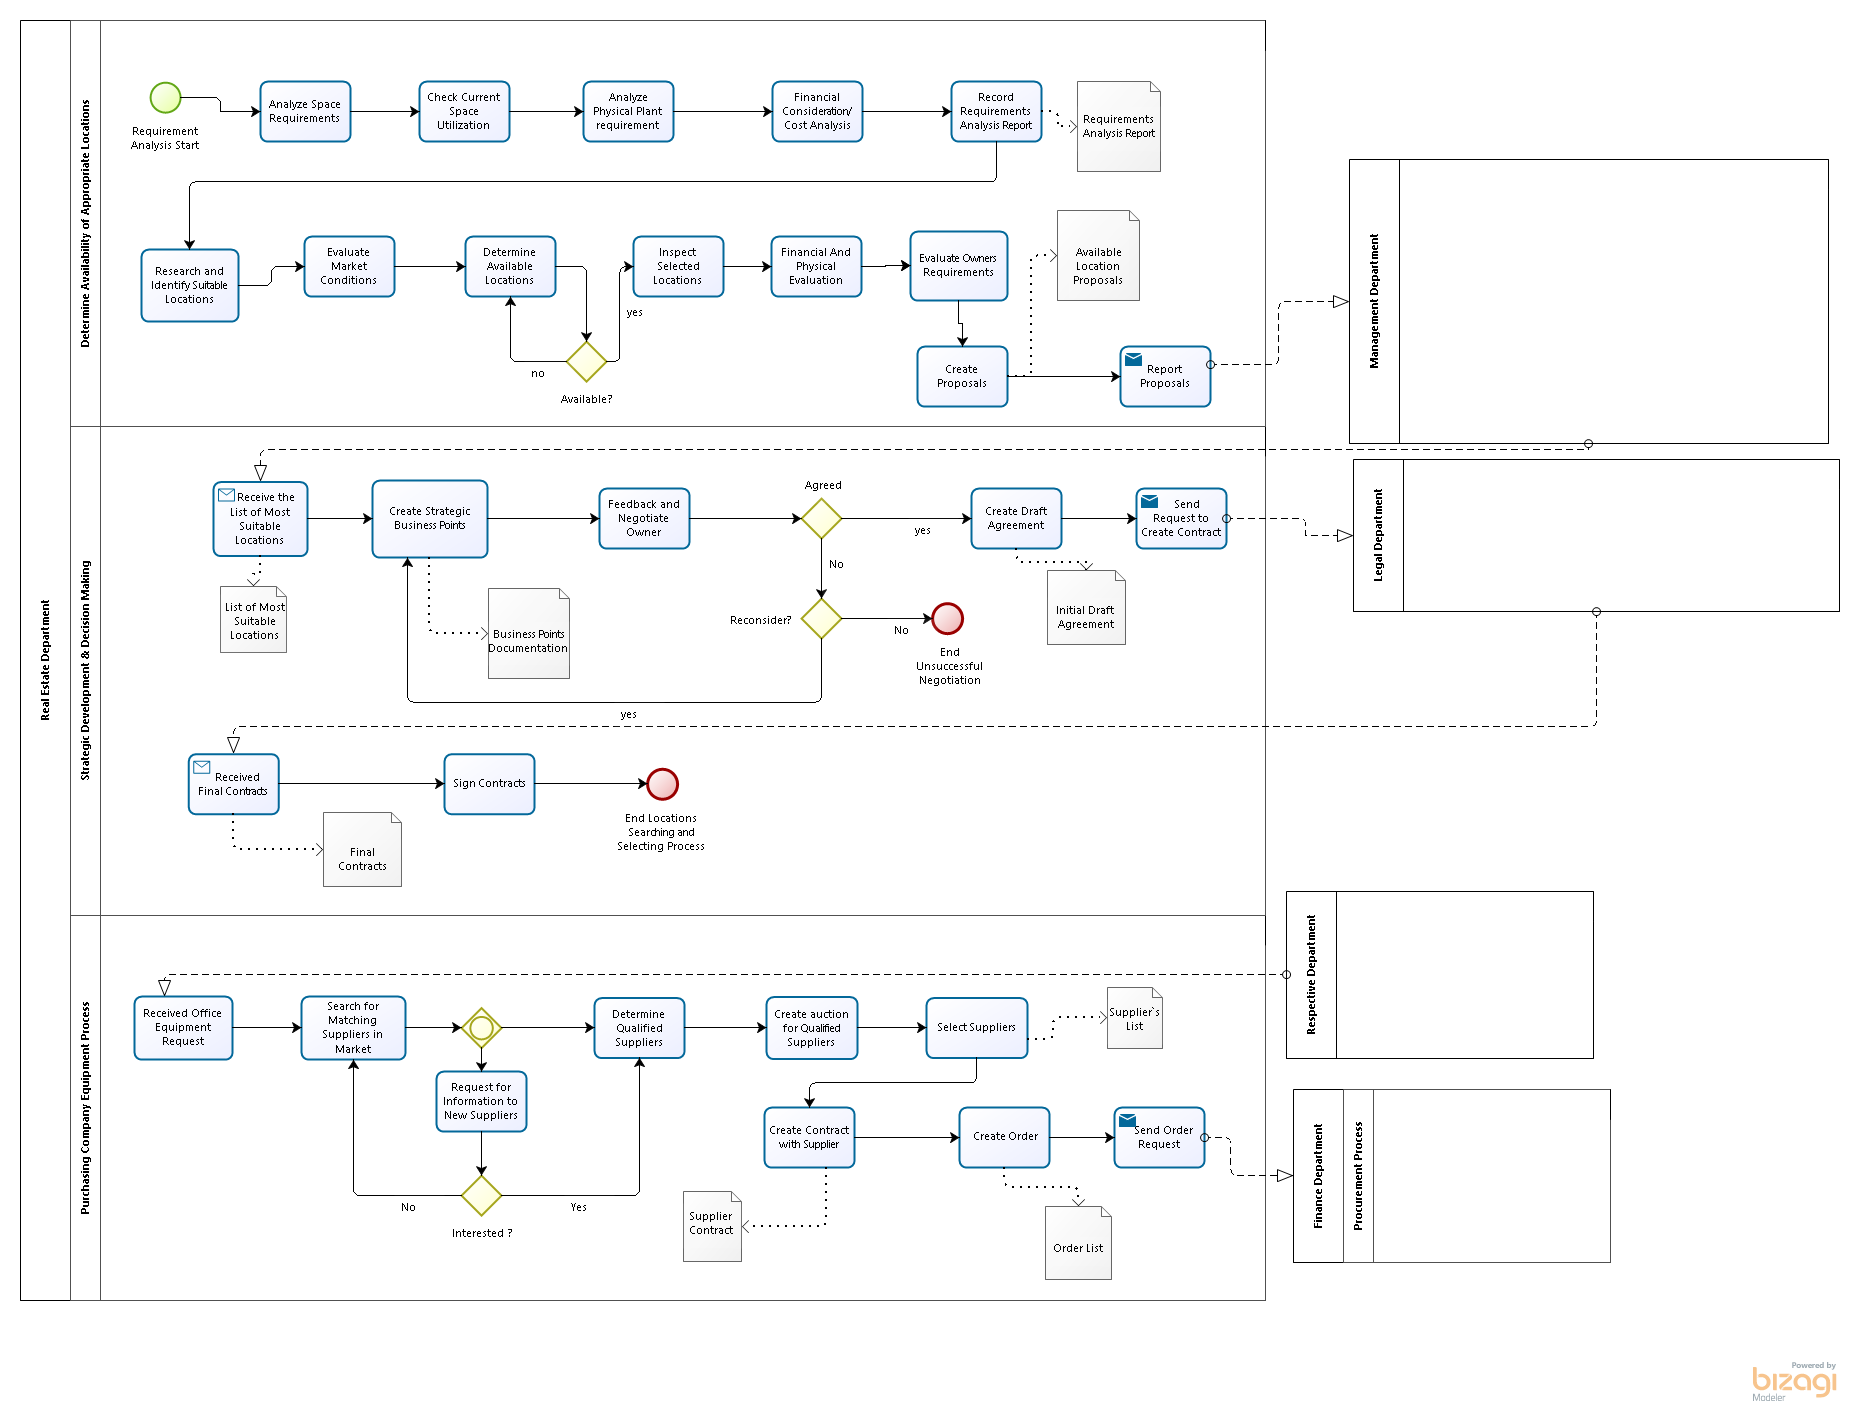 Real Estate Department
Determine Availability of Appropriate Locations
Requirement
Analysis Start
Analyze Space
Requirements
Check Current
Space
Utilization
Analyze
Physical Plant
requirement
Financial
Consideration/
Cost Analysis
Record
Requirements
Analysis Report
Requirements
Analysis Report
Research and
Identify Suitable
Locations
Evaluate
Market
Conditions
Determine
Available
Locations
no
Available?
yes
Inspect
Selected
Locations
Financial And
Physical
Evaluation
Evaluate Owners
Requirements
Available
Location
Proposals
Create
Proposals
Report
Proposals
Management Department
Strategic Development & Decision Making
Receive the
List of Most
Suitable
Locations
List of Most
Suitable
Locations
Create Strategic
Business Points
Business Points
Documentation
Feedback and
Negotiate
Owner
Agreed
yes
No
Reconsider?
No
yes
End
Unsuccessful
Negotiation
Create Draft
Agreement
Initial Draft
Agreement
Send
Request to
Create Contract
Legal Department
Received
Final Contracts
Final
Contracts
Sign Contracts
End Locations
Searching and
Selecting Process
Purchasing Company Equipment Process
Received Office
Equipment
Request
Search for
Matching
Suppliers in
Market
Request for
Information to
New Suppliers
No
Yes
Interested ?
Determine
Qualified
Suppliers
Create auction
for Qualified
Suppliers
Select Suppliers
Supplier`s
List
Create Contract
with Supplier
Supplier
Contract
Create Order
Order List
Send Order
Request
Respective Department
Finance Department
Procurement Process
Powered by
bizagi
Modeler